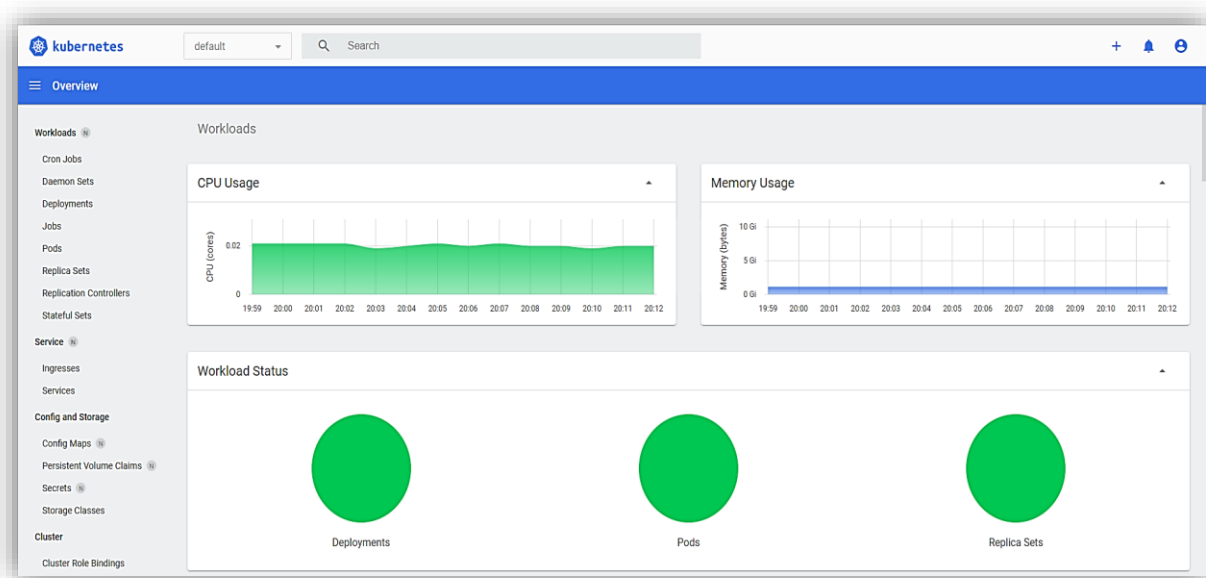 kubernetes
default
Search
Overview
Workloads N
Cron Jobs
Daemon Sets
Deployments
Jobs
Pods
Replica Sets
Replication Controllers
Stateful Sets
Service N
Ingresses
Services
Config and Storage
Config Maps N
Persistent Volume Claims N
Secrets N
Storage Classes
Cluster
Cluster Role Bindings
Workloads
CPU Usage
CPU (cores)
0.02
0
19:59 20:00 20:01 20:02 20:03 20:04 20:05 20:06 20:07 20:08 20:09 20:10 20:11 20:12
Memory Usage
Memory (bytes)
10 Gi
5 Gi
0 Gi
19:59 20:00 20:01 20:02 20:03 20:04 20:05 20:06 20:07 20:08 20:09 20:10 20:11 20:12
Workload Status
Deployments
Pods
Replica Sets